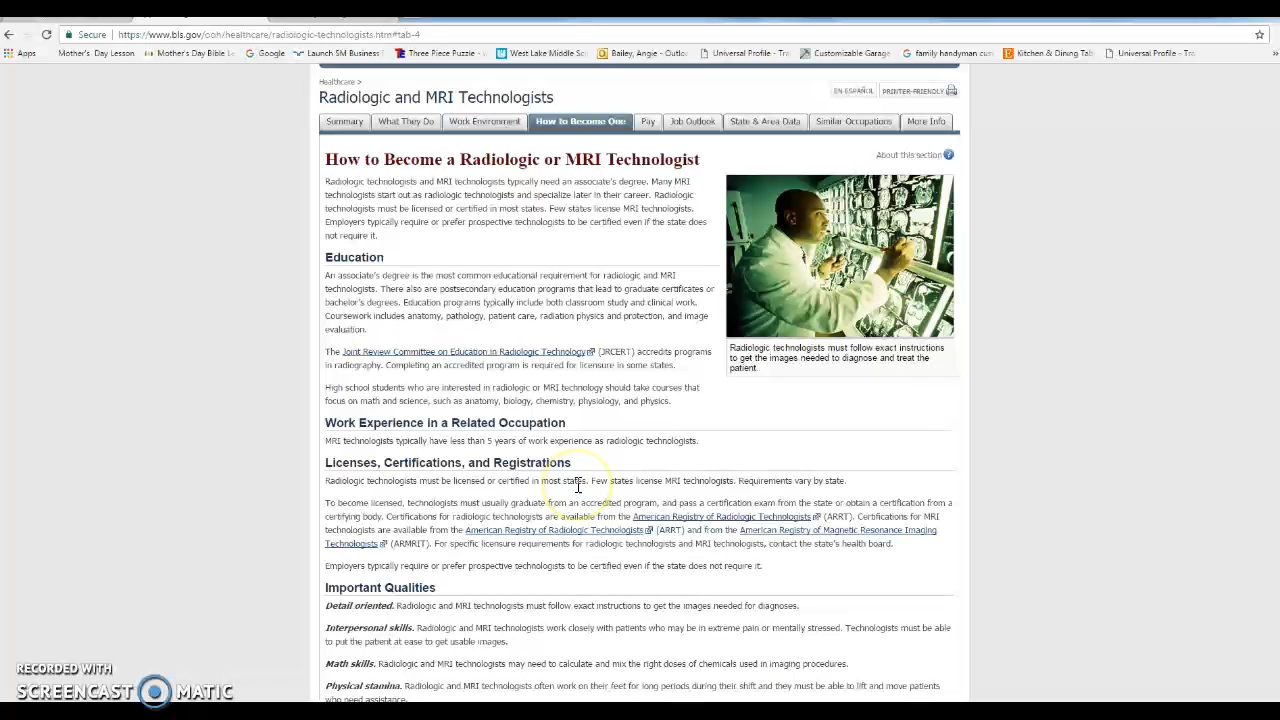 Secure | https://www.bls.gov/ooh/healthcare/radiologic-technologists.htm#tab-4
Apps Mother's Day Lesson Mother's Day Bible Le Google Launch SM Business Three Piece Puzzle - v West Lake Middle Sc Bailey, Angie - Outlo Universal Profile - Tra Customizable Garage family handyman cur Kitchen & Dining Tab Universal Profile - Tra
Healthcare >
EN ESPAÑOL PRINTER-FRIENDLY
Radiologic and MRI Technologists
Summary What They Do Work Environment How to Become One Pay Job Outlook State & Area Data Similar Occupations More Info
How to Become a Radiologic or MRI Technologist
About this section ?
Radiologic technologists and MRI technologists typically need an associate's degree. Many MRI
technologists start out as radiologic technologists and specialize later in their career. Radiologic
technologists must be licensed or certified in most states. Few states license MRI technologists.
Employers typically require or prefer prospective technologists to be certified even if the state does
not require it.
Education
An associate's degree is the most common educational requirement for radiologic and MRI
technologists. There also are postsecondary education programs that lead to graduate certificates or
bachelor's degrees. Education programs typically include both classroom study and clinical work.
Coursework includes anatomy, pathology, patient care, radiation physics and protection, and image
evaluation.
Radiologic technologists must follow exact instructions
to get the images needed to diagnose and treat the
patient.
The Joint Review Committee on Education in Radiologic Technology (JRCERT) accredits programs
in radiography. Completing an accredited program is required for licensure in some states.
High school students who are interested in radiologic or MRI technology should take courses that
focus on math and science, such as anatomy, biology, chemistry, physiology, and physics.
Work Experience in a Related Occupation
MRI technologists typically have less than 5 years of work experience as radiologic technologists.
Licenses, Certifications, and Registrations
Radiologic technologists must be licensed or certified in most states. Few states license MRI technologists. Requirements vary by state.
To become licensed, technologists must usually graduate from an accredited program, and pass a certification exam from the state or obtain a certification from a
certifying body. Certifications for radiologic technologists are available from the American Registry of Radiologic Technologists (ARRT). Certifications for MRI
technologists are available from the American Registry of Radiologic Technologists (ARRT) and from the American Registry of Magnetic Resonance Imaging
Technologists (ARMRIT). For specific licensure requirements for radiologic technologists and MRI technologists, contact the state's health board.
Employers typically require or prefer prospective technologists to be certified even if the state does not require it.
Important Qualities
Detail oriented. Radiologic and MRI technologists must follow exact instructions to get the images needed for diagnoses.
Interpersonal skills. Radiologic and MRI technologists work closely with patients who may be in extreme pain or mentally stressed. Technologists must be able
to put the patient at ease to get usable images.
Math skills. Radiologic and MRI technologists may need to calculate and mix the right doses of chemicals used in imaging procedures.
Physical stamina. Radiologic and MRI technologists often work on their feet for long periods during their shift and they must be able to lift and move patients
who need assistance.
RECORDED WITH
SCREENCAST MATIC